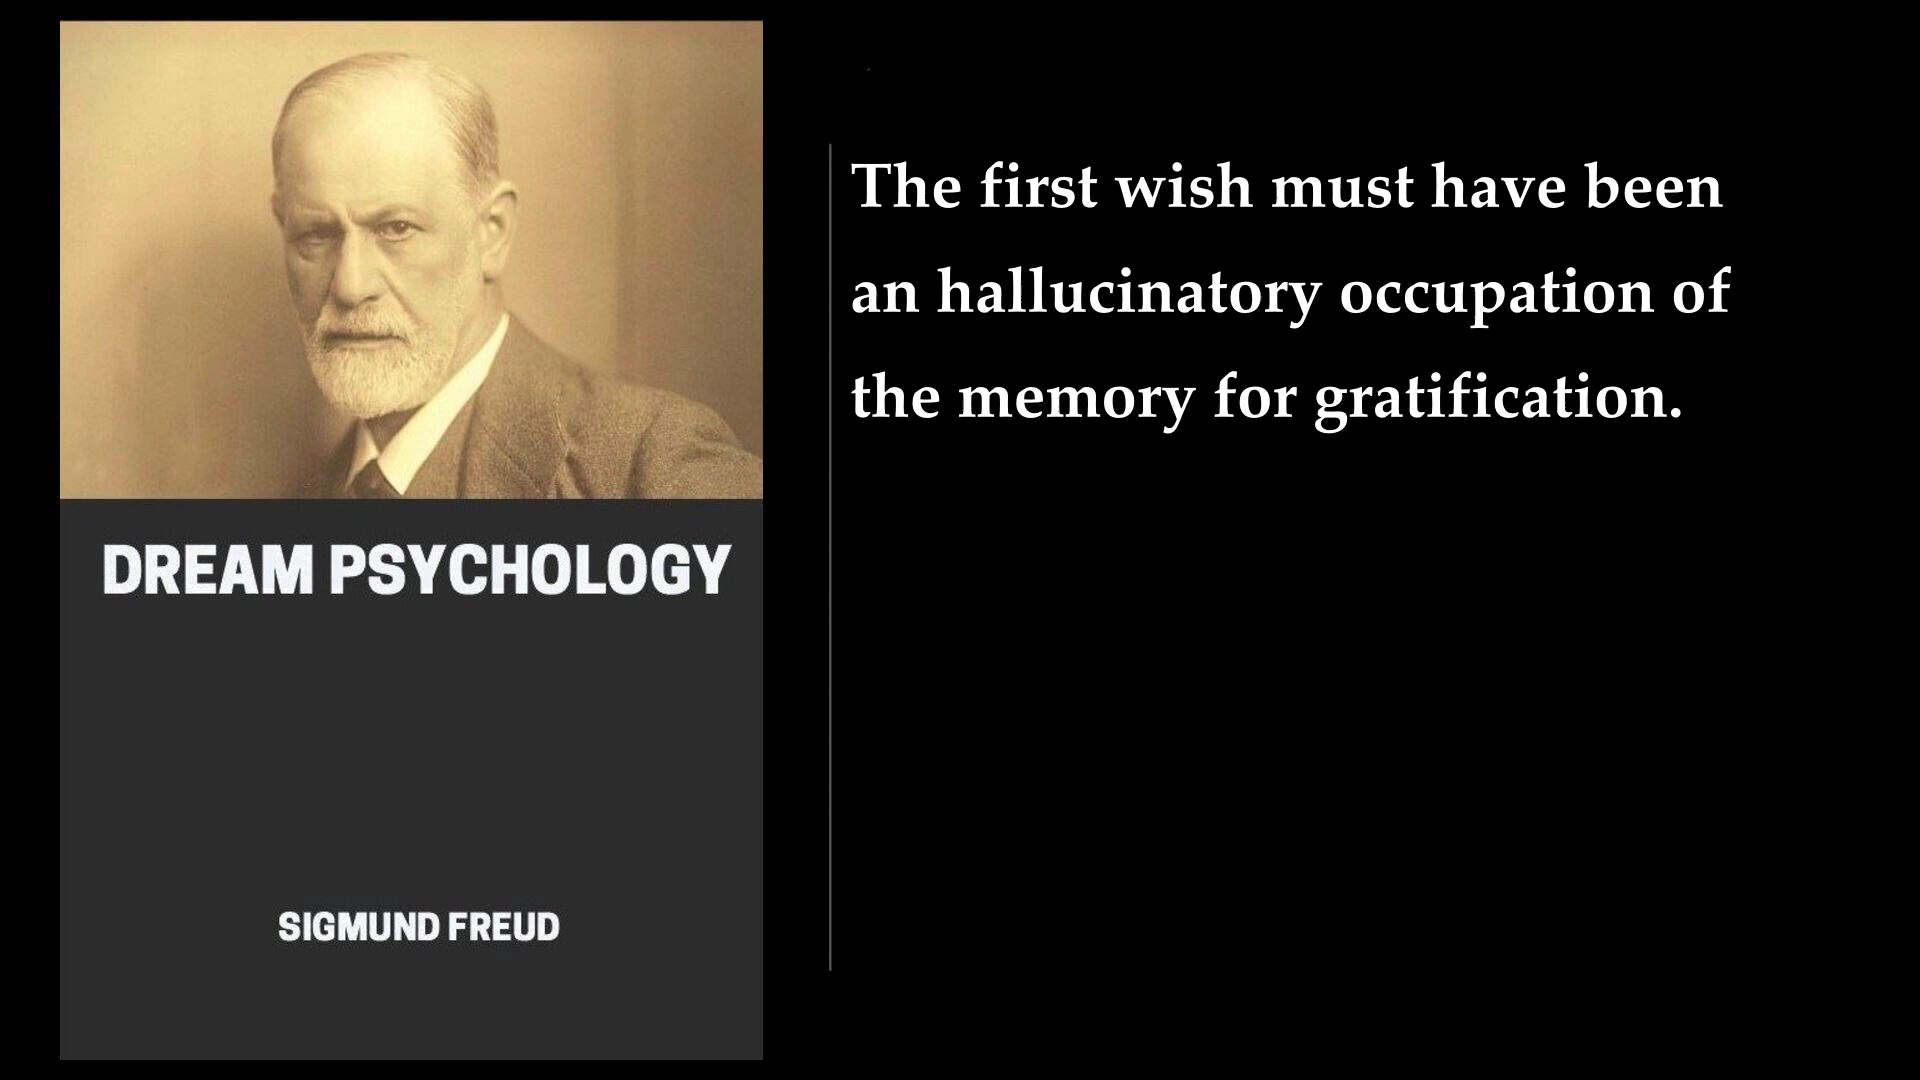 DREAM PSYCHOLOGY
SIGMUND FREUD
The first wish must have been
an hallucinatory occupation of
the memory for gratification.